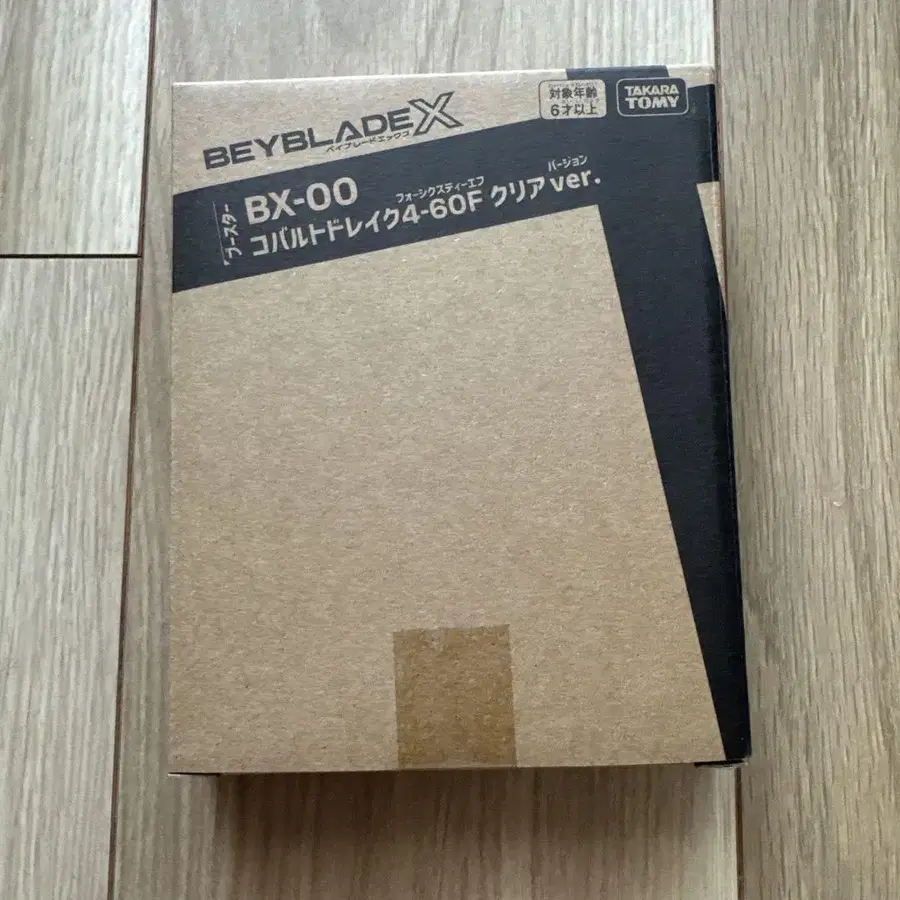 BEYBLADE X
ベイブレードエックス
対象年齢
6才以上
TAKARA
TOMY
ブースター
BX-00
フォーシックスティーエフ
バージョン
コバルトドレイク4-60F クリアver.